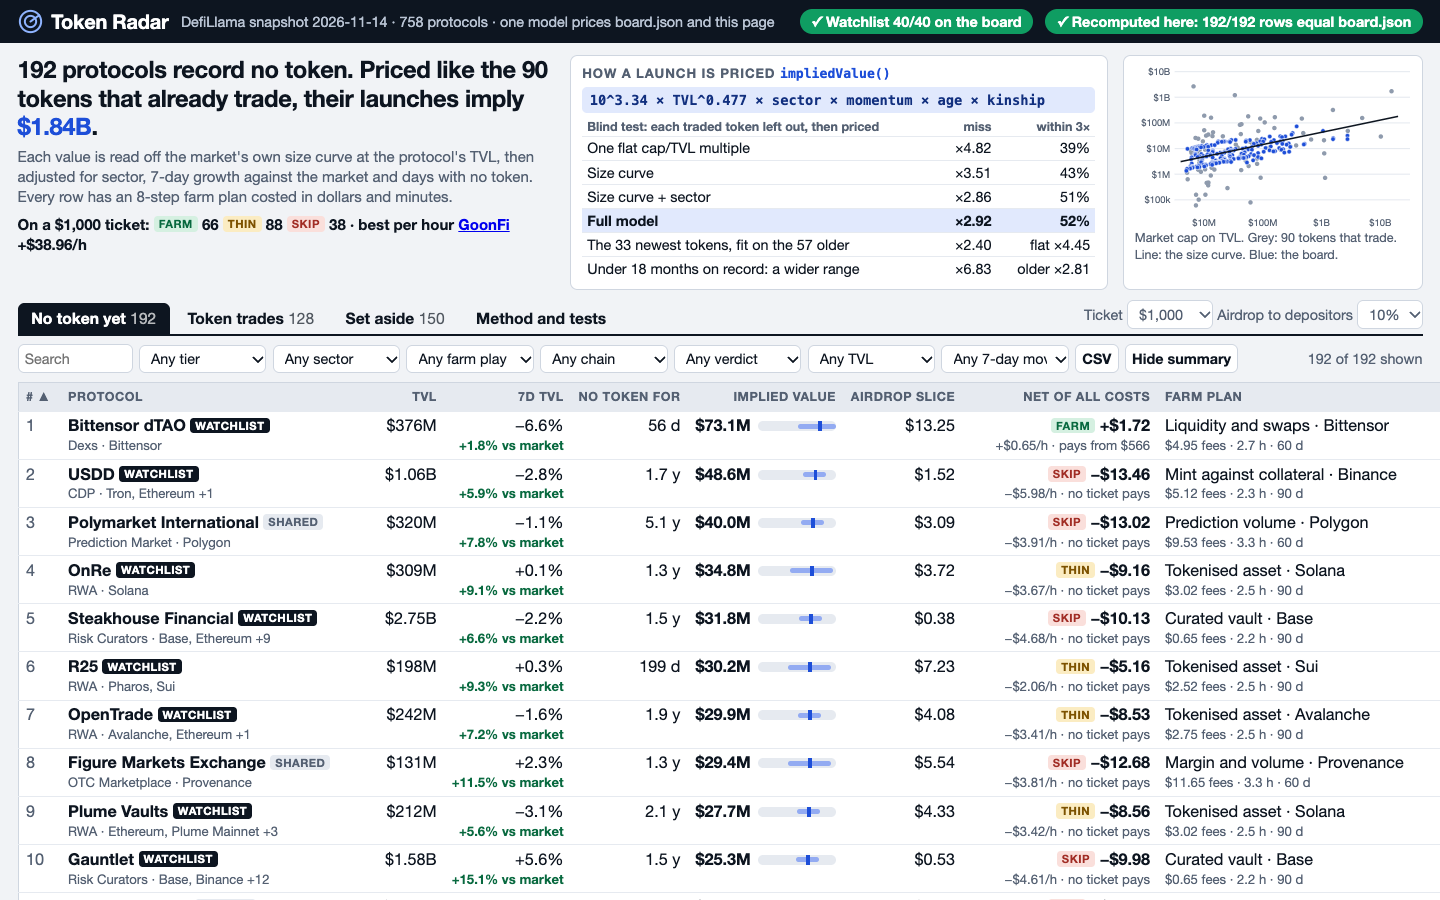 Token Radar DefiLlama snapshot 2026-11-14 · 758 protocols · one model prices board.json and this page ✓ Watchlist 40/40 on the board ✓ Recomputed here: 192/192 rows equal board.json
192 protocols record no token. Priced like the 90
tokens that already trade, their launches imply
$1.84B.
Each value is read off the market's own size curve at the protocol's TVL, then
adjusted for sector, 7-day growth against the market and days with no token.
Every row has an 8-step farm plan costed in dollars and minutes.
On a $1,000 ticket: FARM 66 THIN 88 SKIP 38 · best per hour GoonFi
+$38.96/h
HOW A LAUNCH IS PRICED impliedValue()
10^3.34 × TVL^0.477 × sector × momentum × age × kinship
Blind test: each traded token left out, then priced miss within 3×
One flat cap/TVL multiple ×4.82 39%
Size curve ×3.51 43%
Size curve + sector ×2.86 51%
Full model ×2.92 52%
The 33 newest tokens, fit on the 57 older ×2.40 flat ×4.45
Under 18 months on record: a wider range ×6.83 older ×2.81
$10B
$1B
$100M
$10M
$1M
$100k
$10M $100M $1B $10B
Market cap on TVL. Grey: 90 tokens that trade.
Line: the size curve. Blue: the board.
No token yet 192 Token trades 128 Set aside 150 Method and tests Ticket $1,000 Airdrop to depositors 10%
Search Any tier Any sector Any farm play Any chain Any verdict Any TVL Any 7-day mov CSV Hide summary 192 of 192 shown
# ▲ PROTOCOL TVL 7D TVL NO TOKEN FOR IMPLIED VALUE AIRDROP SLICE NET OF ALL COSTS FARM PLAN
1 Bittensor dTAO WATCHLIST $376M −6.6% 56 d $73.1M $13.25 FARM +$1.72 Liquidity and swaps · Bittensor
Dexs · Bittensor +1.8% vs market +$0.65/h · pays from $566 $4.95 fees · 2.7 h · 60 d
2 USDD WATCHLIST $1.06B −2.8% 1.7 y $48.6M $1.52 SKIP −$13.46 Mint against collateral · Binance
CDP · Tron, Ethereum +1 +5.9% vs market −$5.98/h · no ticket pays $5.12 fees · 2.3 h · 90 d
3 Polymarket International SHARED $320M −1.1% 5.1 y $40.0M $3.09 SKIP −$13.02 Prediction volume · Polygon
Prediction Market · Polygon +7.8% vs market −$3.91/h · no ticket pays $9.53 fees · 3.3 h · 60 d
4 OnRe WATCHLIST $309M +0.1% 1.3 y $34.8M $3.72 THIN −$9.16 Tokenised asset · Solana
RWA · Solana +9.1% vs market −$3.67/h · no ticket pays $3.02 fees · 2.5 h · 90 d
5 Steakhouse Financial WATCHLIST $2.75B −2.2% 1.5 y $31.8M $0.38 SKIP −$10.13 Curated vault · Base
Risk Curators · Base, Ethereum +9 +6.6% vs market −$4.68/h · no ticket pays $0.65 fees · 2.2 h · 90 d
6 R25 WATCHLIST $198M +0.3% 199 d $30.2M $7.23 THIN −$5.16 Tokenised asset · Sui
RWA · Pharos, Sui +9.3% vs market −$2.06/h · no ticket pays $2.52 fees · 2.5 h · 90 d
7 OpenTrade WATCHLIST $242M −1.6% 1.9 y $29.9M $4.08 THIN −$8.53 Tokenised asset · Avalanche
RWA · Avalanche, Ethereum +1 +7.2% vs market −$3.41/h · no ticket pays $2.75 fees · 2.5 h · 90 d
8 Figure Markets Exchange SHARED $131M +2.3% 1.3 y $29.4M $5.54 SKIP −$12.68 Margin and volume · Provenance
OTC Marketplace · Provenance +11.5% vs market −$3.81/h · no ticket pays $11.65 fees · 3.3 h · 60 d
9 Plume Vaults WATCHLIST $212M −3.1% 2.1 y $27.7M $4.33 THIN −$8.56 Tokenised asset · Solana
RWA · Ethereum, Plume Mainnet +3 +5.6% vs market −$3.42/h · no ticket pays $3.02 fees · 2.5 h · 90 d
10 Gauntlet WATCHLIST $1.58B +5.6% 1.5 y $25.3M $0.53 SKIP −$9.98 Curated vault · Base
Risk Curators · Base, Binance +12 +15.1% vs market −$4.61/h · no ticket pays $0.65 fees · 2.2 h · 90 d